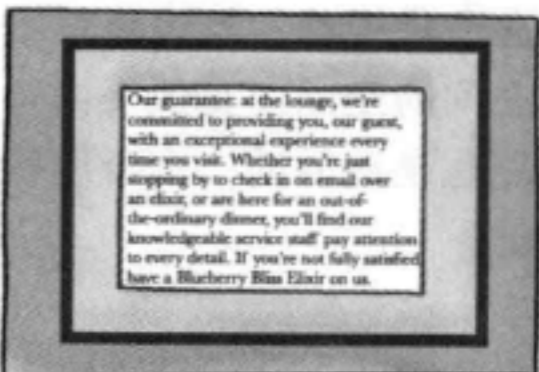 Our guarantee: at the lounge, we're
committed to providing you, our guest,
with an exceptional experience every
time you visit. Whether you're just
stopping by to check in on email over
an elixir, or are here for an out-of-
the-ordinary dinner, you'll find our
knowledgeable service staff pay attention
to every detail. If you're not fully satisfied
have a Blueberry Bliss Elixir on us.